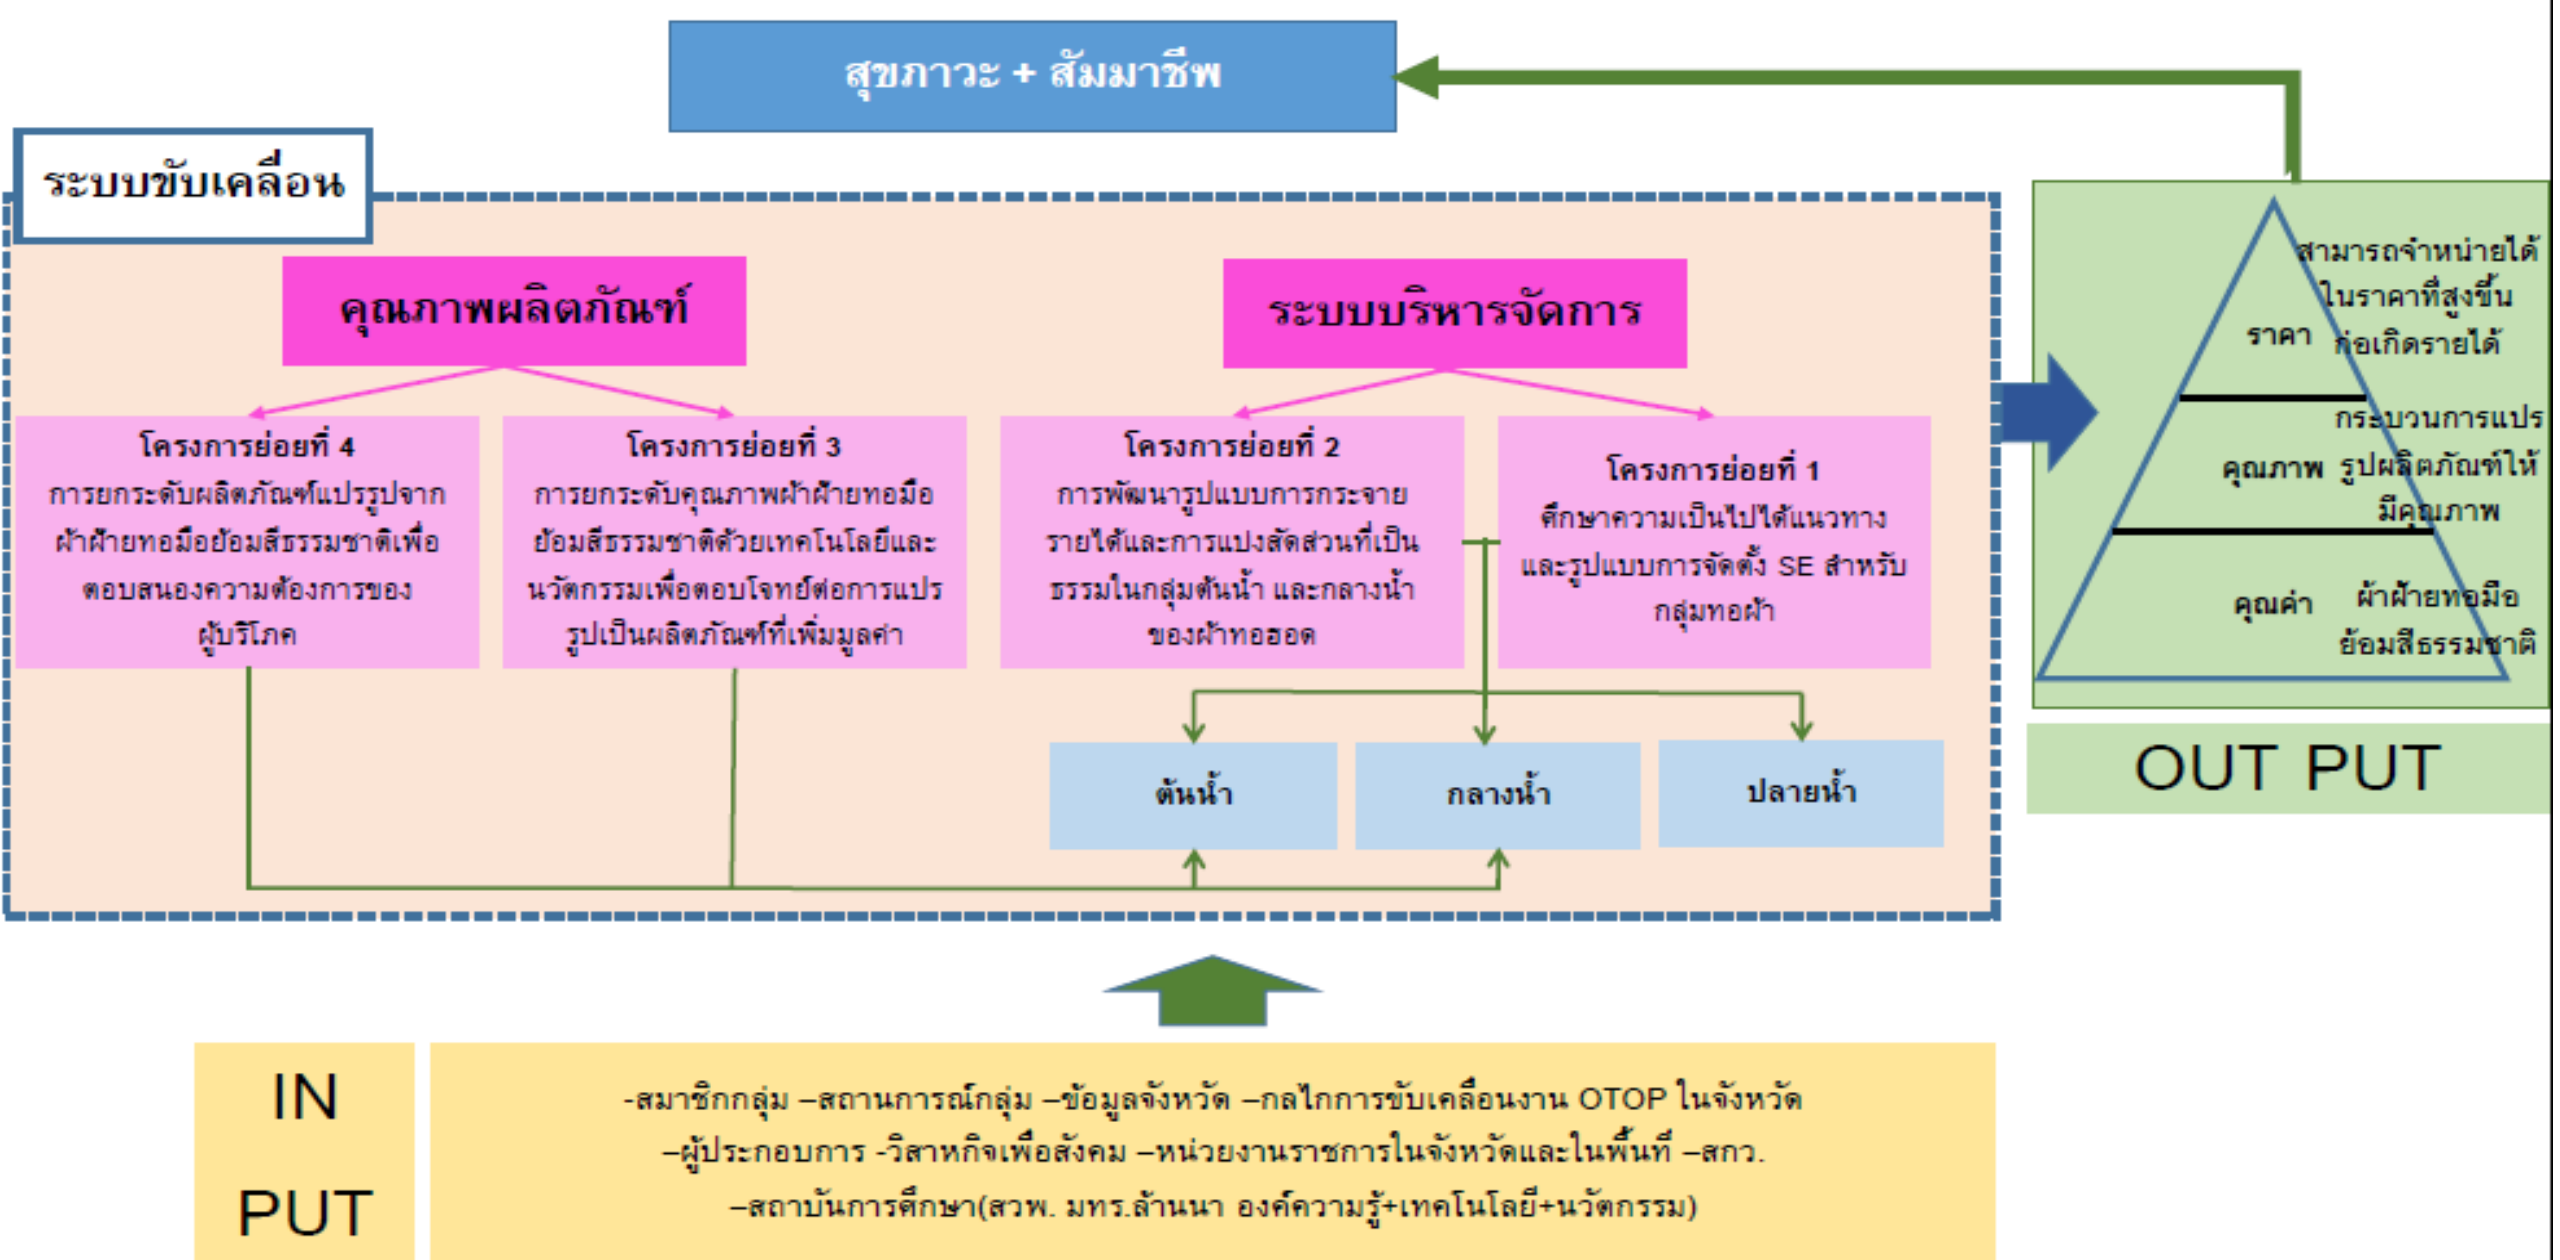 สุขภาวะ + สัมมาชีพ
ระบบขับเคลื่อน
คุณภาพผลิตภัณฑ์
ระบบบริหารจัดการ
โครงการย่อยที่ 4
การยกระดับผลิตภัณฑ์แปรรูปจาก
ผ้าฝ้ายทอมือย้อมสีธรรมชาติเพื่อ
ตอบสนองความต้องการของ
ผู้บริโภค
โครงการย่อยที่ 3
การยกระดับคุณภาพผ้าฝ้ายทอมือ
ย้อมสีธรรมชาติด้วยเทคโนโลยีและ
นวัตกรรมเพื่อตอบโจทย์ต่อการแปร
รูปเป็นผลิตภัณฑ์ที่เพิ่มมูลค่า
โครงการย่อยที่ 2
การพัฒนารูปแบบการกระจาย
รายได้และการแบ่งสัดส่วนที่เป็น
ธรรมในกลุ่มต้นน้ำ และกลางน้ำ
ของผ้าทอฮอด
โครงการย่อยที่ 1
ศึกษาความเป็นไปได้แนวทาง
และรูปแบบการจัดตั้ง SE สำหรับ
กลุ่มทอผ้า
ต้นน้ำ
กลางน้ำ
ปลายน้ำ
สามารถจำหน่ายได้
ในราคาที่สูงขึ้น
ก่อเกิดรายได้
ราคา
กระบวนการแปร
รูปผลิตภัณฑ์ให้
มีคุณภาพ
คุณภาพ
ผ้าฝ้ายทอมือ
ย้อมสีธรรมชาติ
คุณค่า
OUT PUT
IN
PUT
-สมาชิกกลุ่ม –สถานการณ์กลุ่ม –ข้อมูลจังหวัด –กลไกการขับเคลื่อนงาน OTOP ในจังหวัด
–ผู้ประกอบการ -วิสาหกิจเพื่อสังคม –หน่วยงานราชการในจังหวัดและในพื้นที่ –สกว.
–สถาบันการศึกษา(สวพ. มทร.ล้านนา องค์ความรู้+เทคโนโลยี+นวัตกรรม)